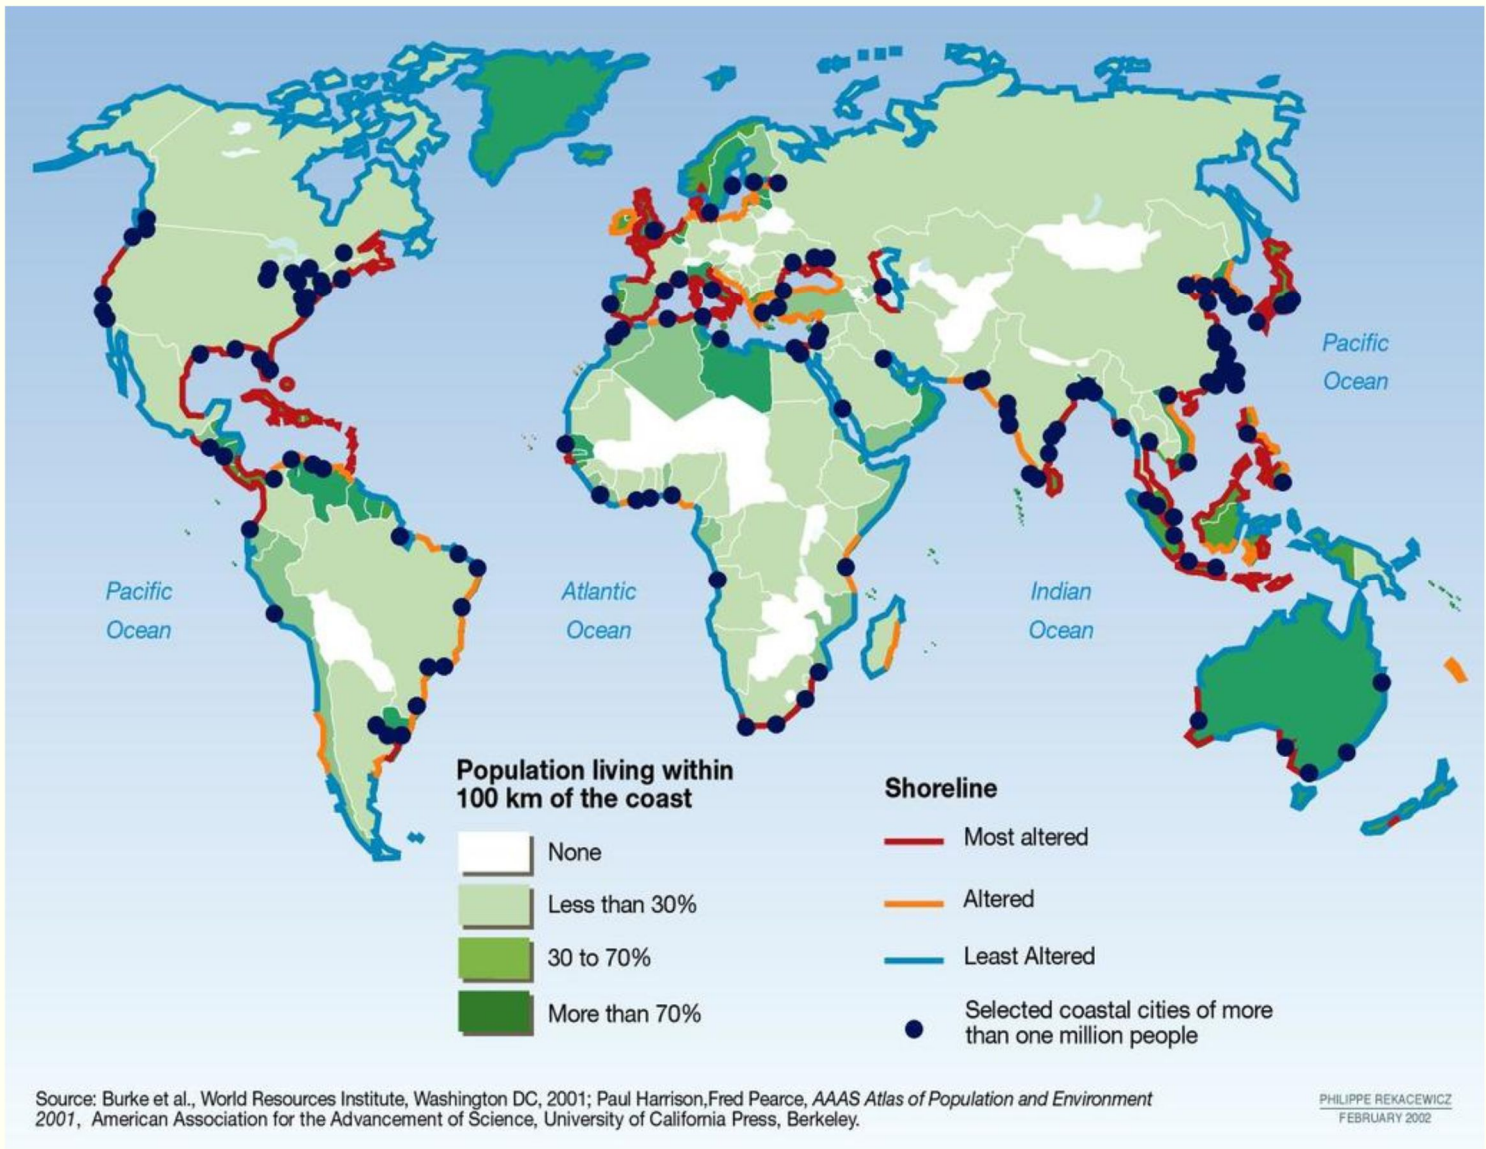 Pacific
Ocean
Pacific
Ocean
Atlantic
Ocean
Indian
Ocean
Population living within
100 km of the coast
None
Less than 30%
30 to 70%
More than 70%
Shoreline
Most altered
Altered
Least Altered
Selected coastal cities of more
than one million people
Source: Burke et al., World Resources Institute, Washington DC, 2001; Paul Harrison,Fred Pearce, AAAS Atlas of Population and Environment
2001, American Association for the Advancement of Science, University of California Press, Berkeley.
PHILIPPE REKACEWICZ
FEBRUARY 2002